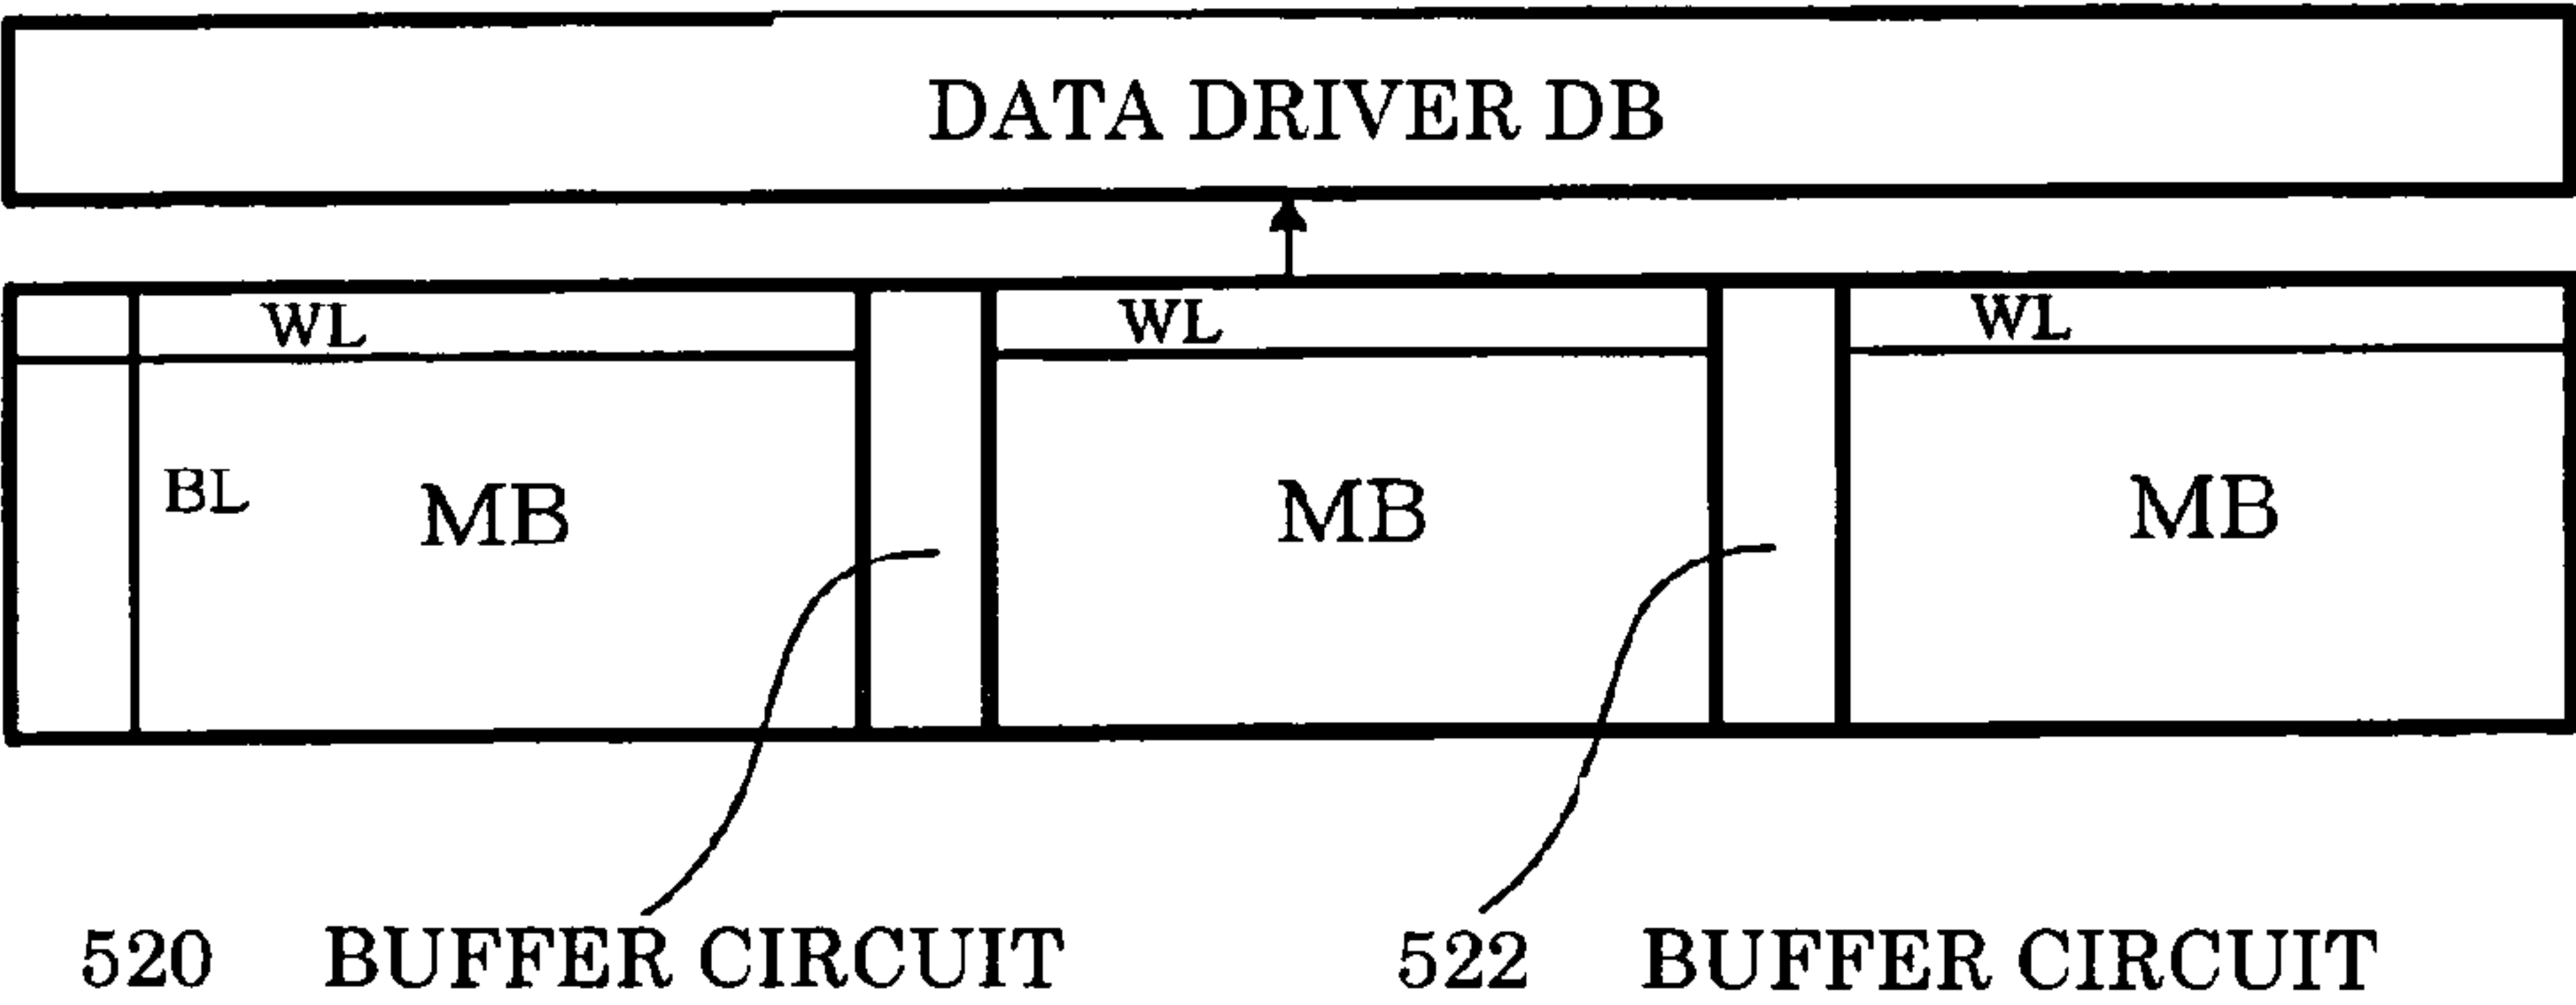 DATA DRIVER DB
WL WL WL
BL MB MB MB
520 BUFFER CIRCUIT 522 BUFFER CIRCUIT